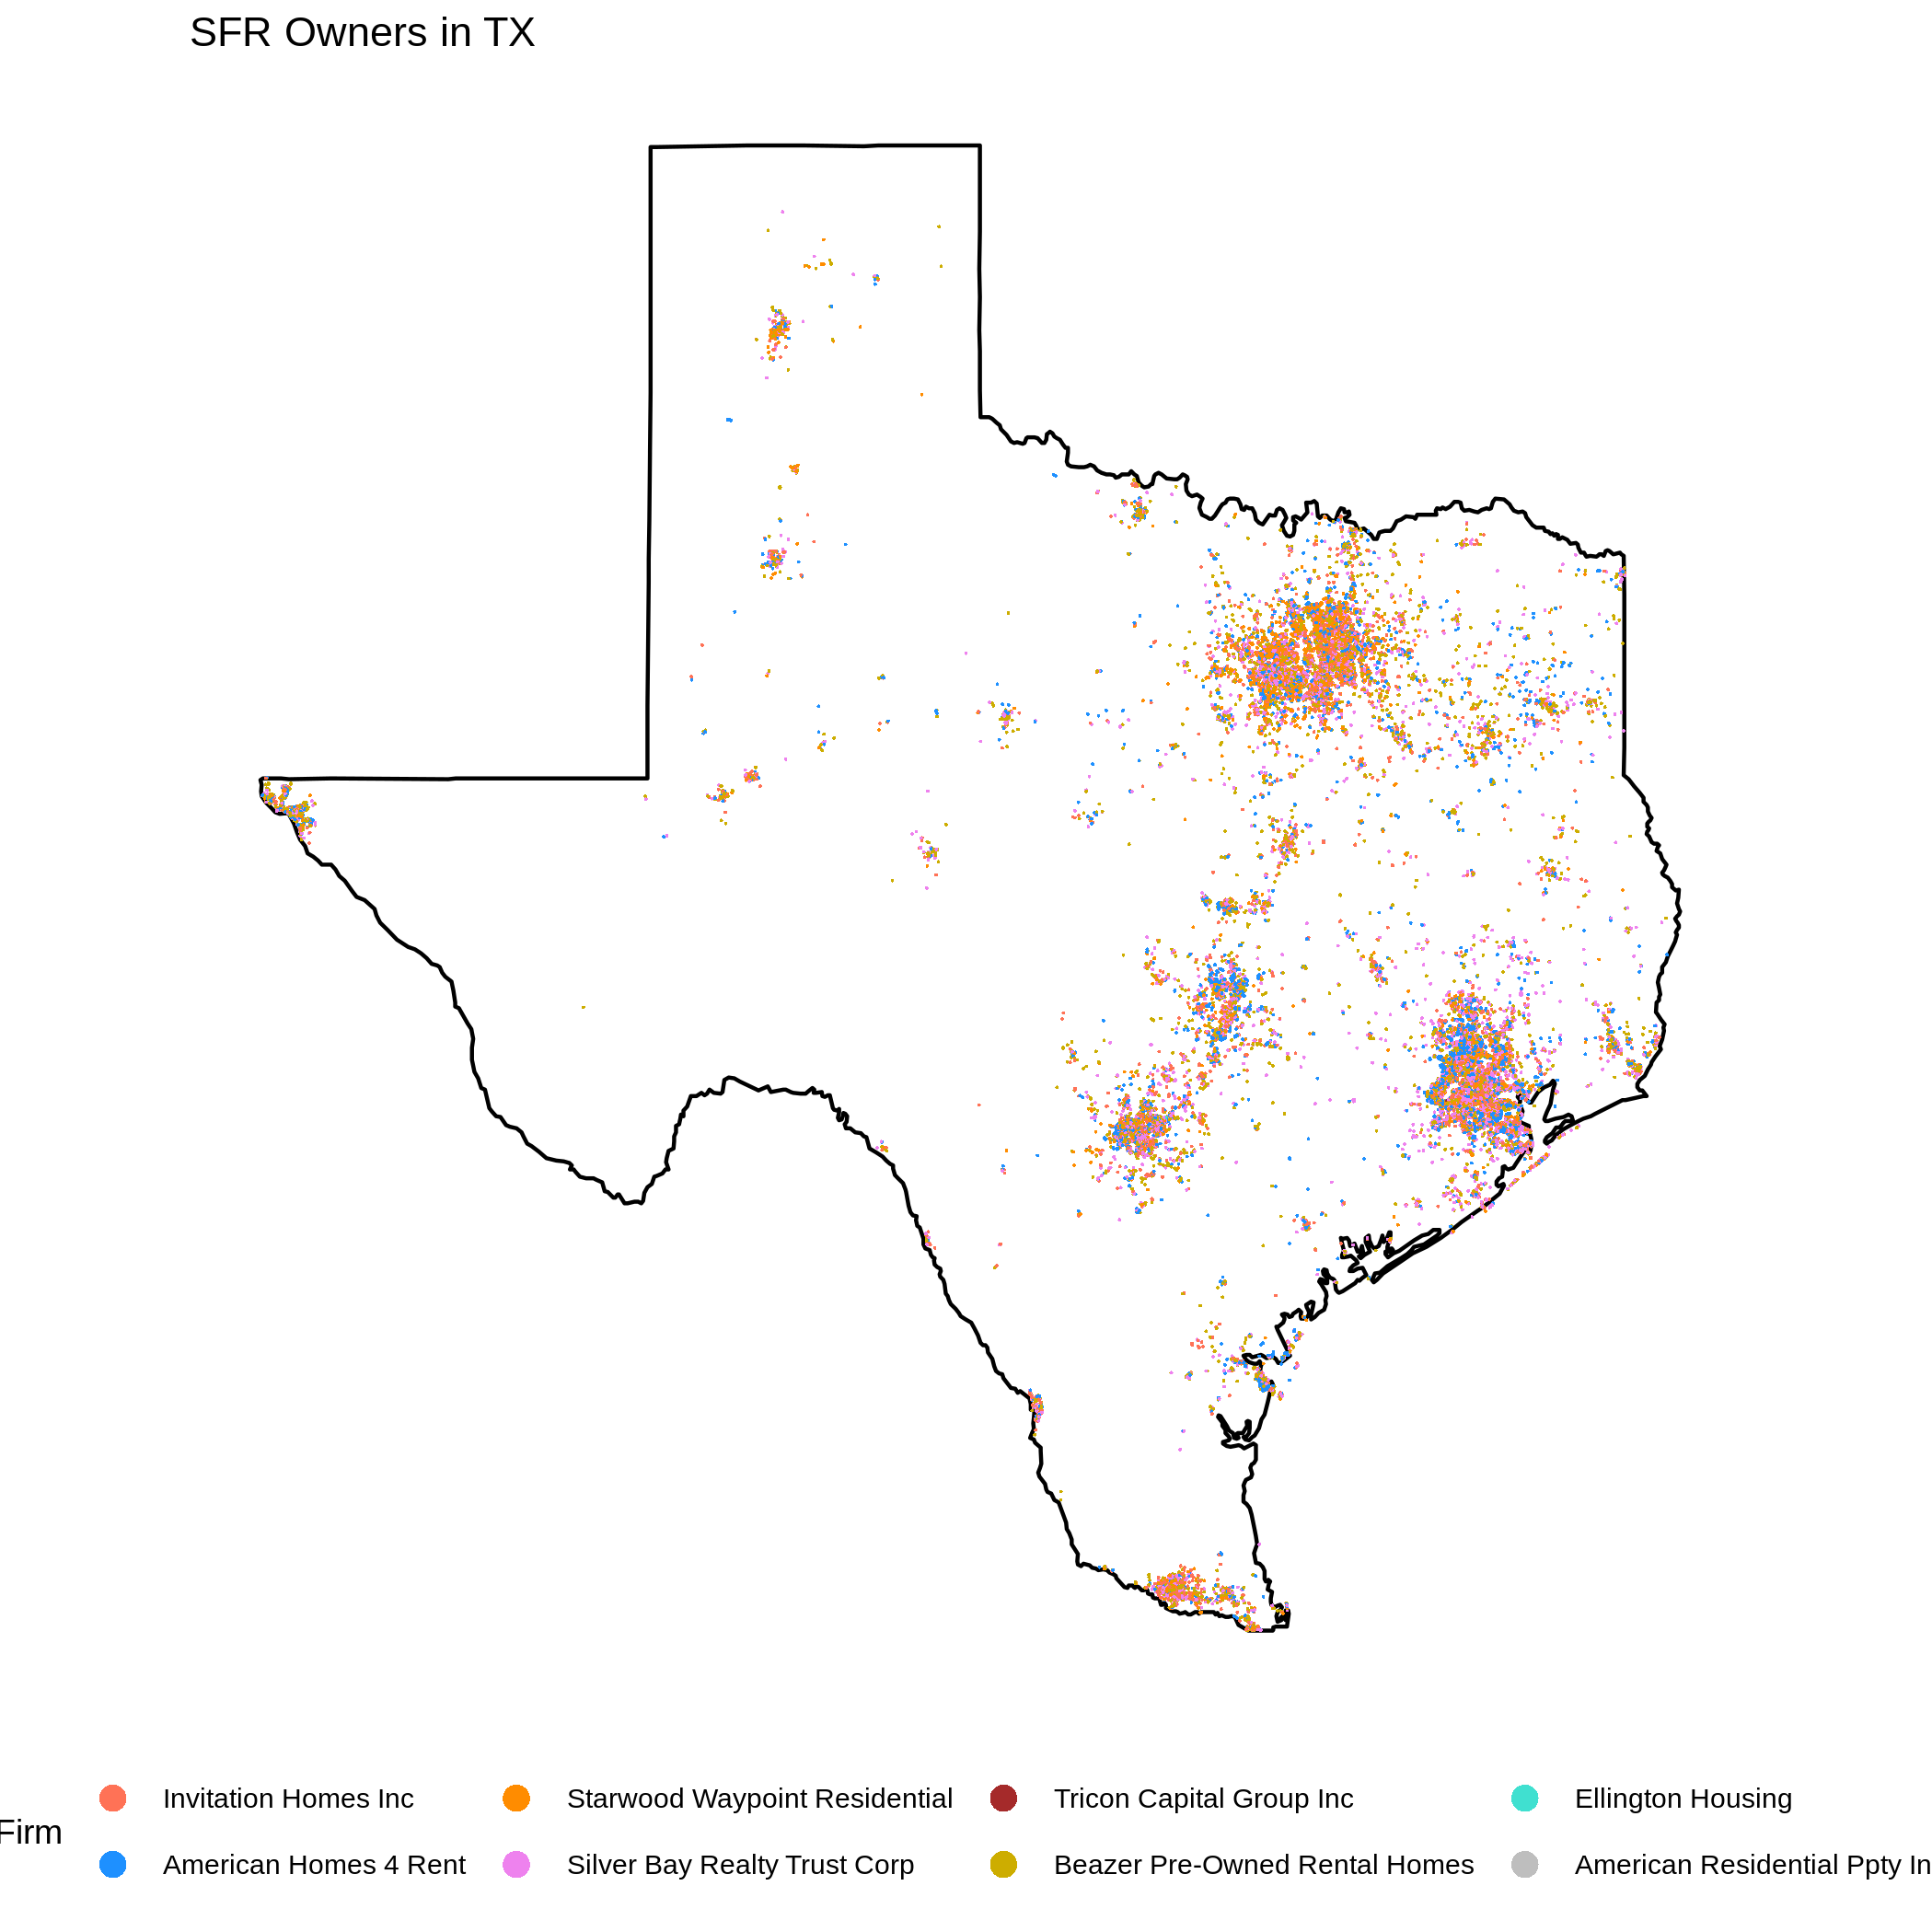 SFR Owners in TX
Invitation Homes Inc Starwood Waypoint Residential Tricon Capital Group Inc Ellington Housing
Firm
American Homes 4 Rent Silver Bay Realty Trust Corp Beazer Pre-Owned Rental Homes American Residential Ppty In